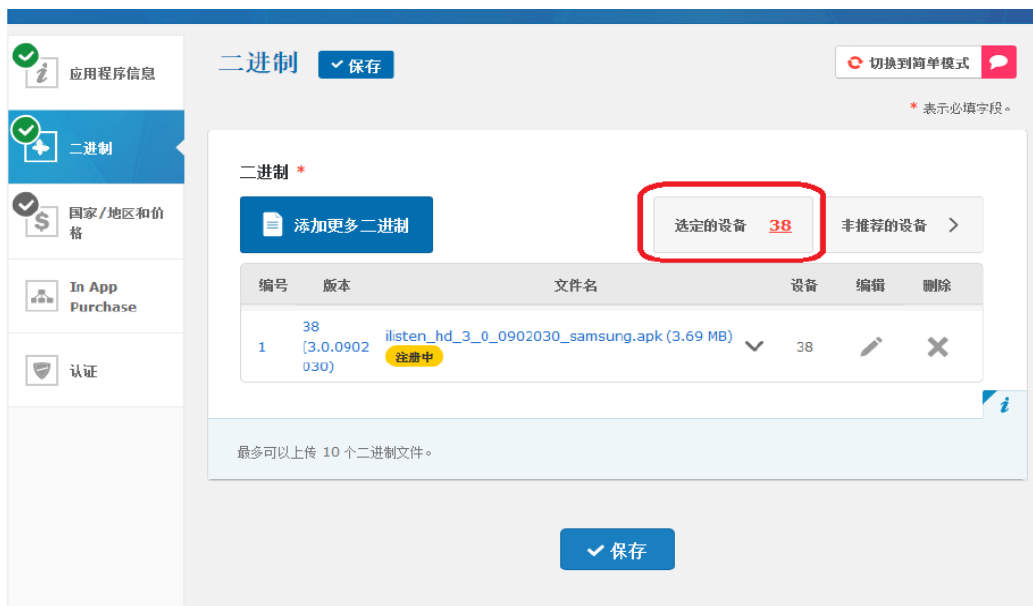 二进制
保存
切换到简单模式
* 表示必填字段。
应用程序信息
二进制
国家/地区和价
格
In App
Purchase
认证
二进制 *
添加更多二进制
选定的设备 38
非推荐的设备
编号 版本 文件名 设备 编辑 删除
1
38
(3.0.0902
030)
ilisten_hd_3_0_0902030_samsung.apk (3.69 MB)
注册中
38
最多可以上传 10 个二进制文件。
保存